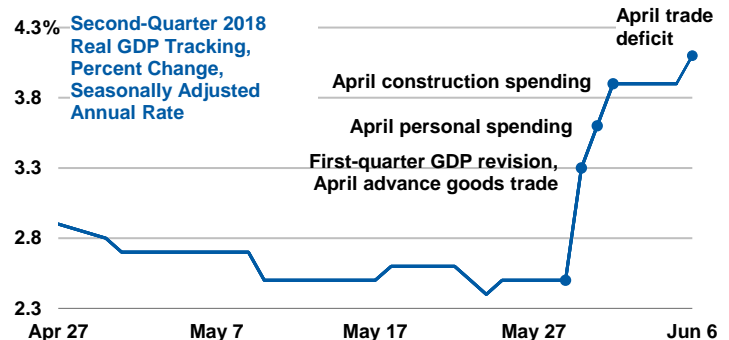 4.3%
Second-Quarter 2018
Real GDP Tracking,
Percent Change,
Seasonally Adjusted
Annual Rate
April trade
deficit
April construction spending
3.8
April personal spending
First-quarter GDP revision,
April advance goods trade
3.3
2.8
2.3
Apr 27
May 7
May 17
May 27
Jun 6